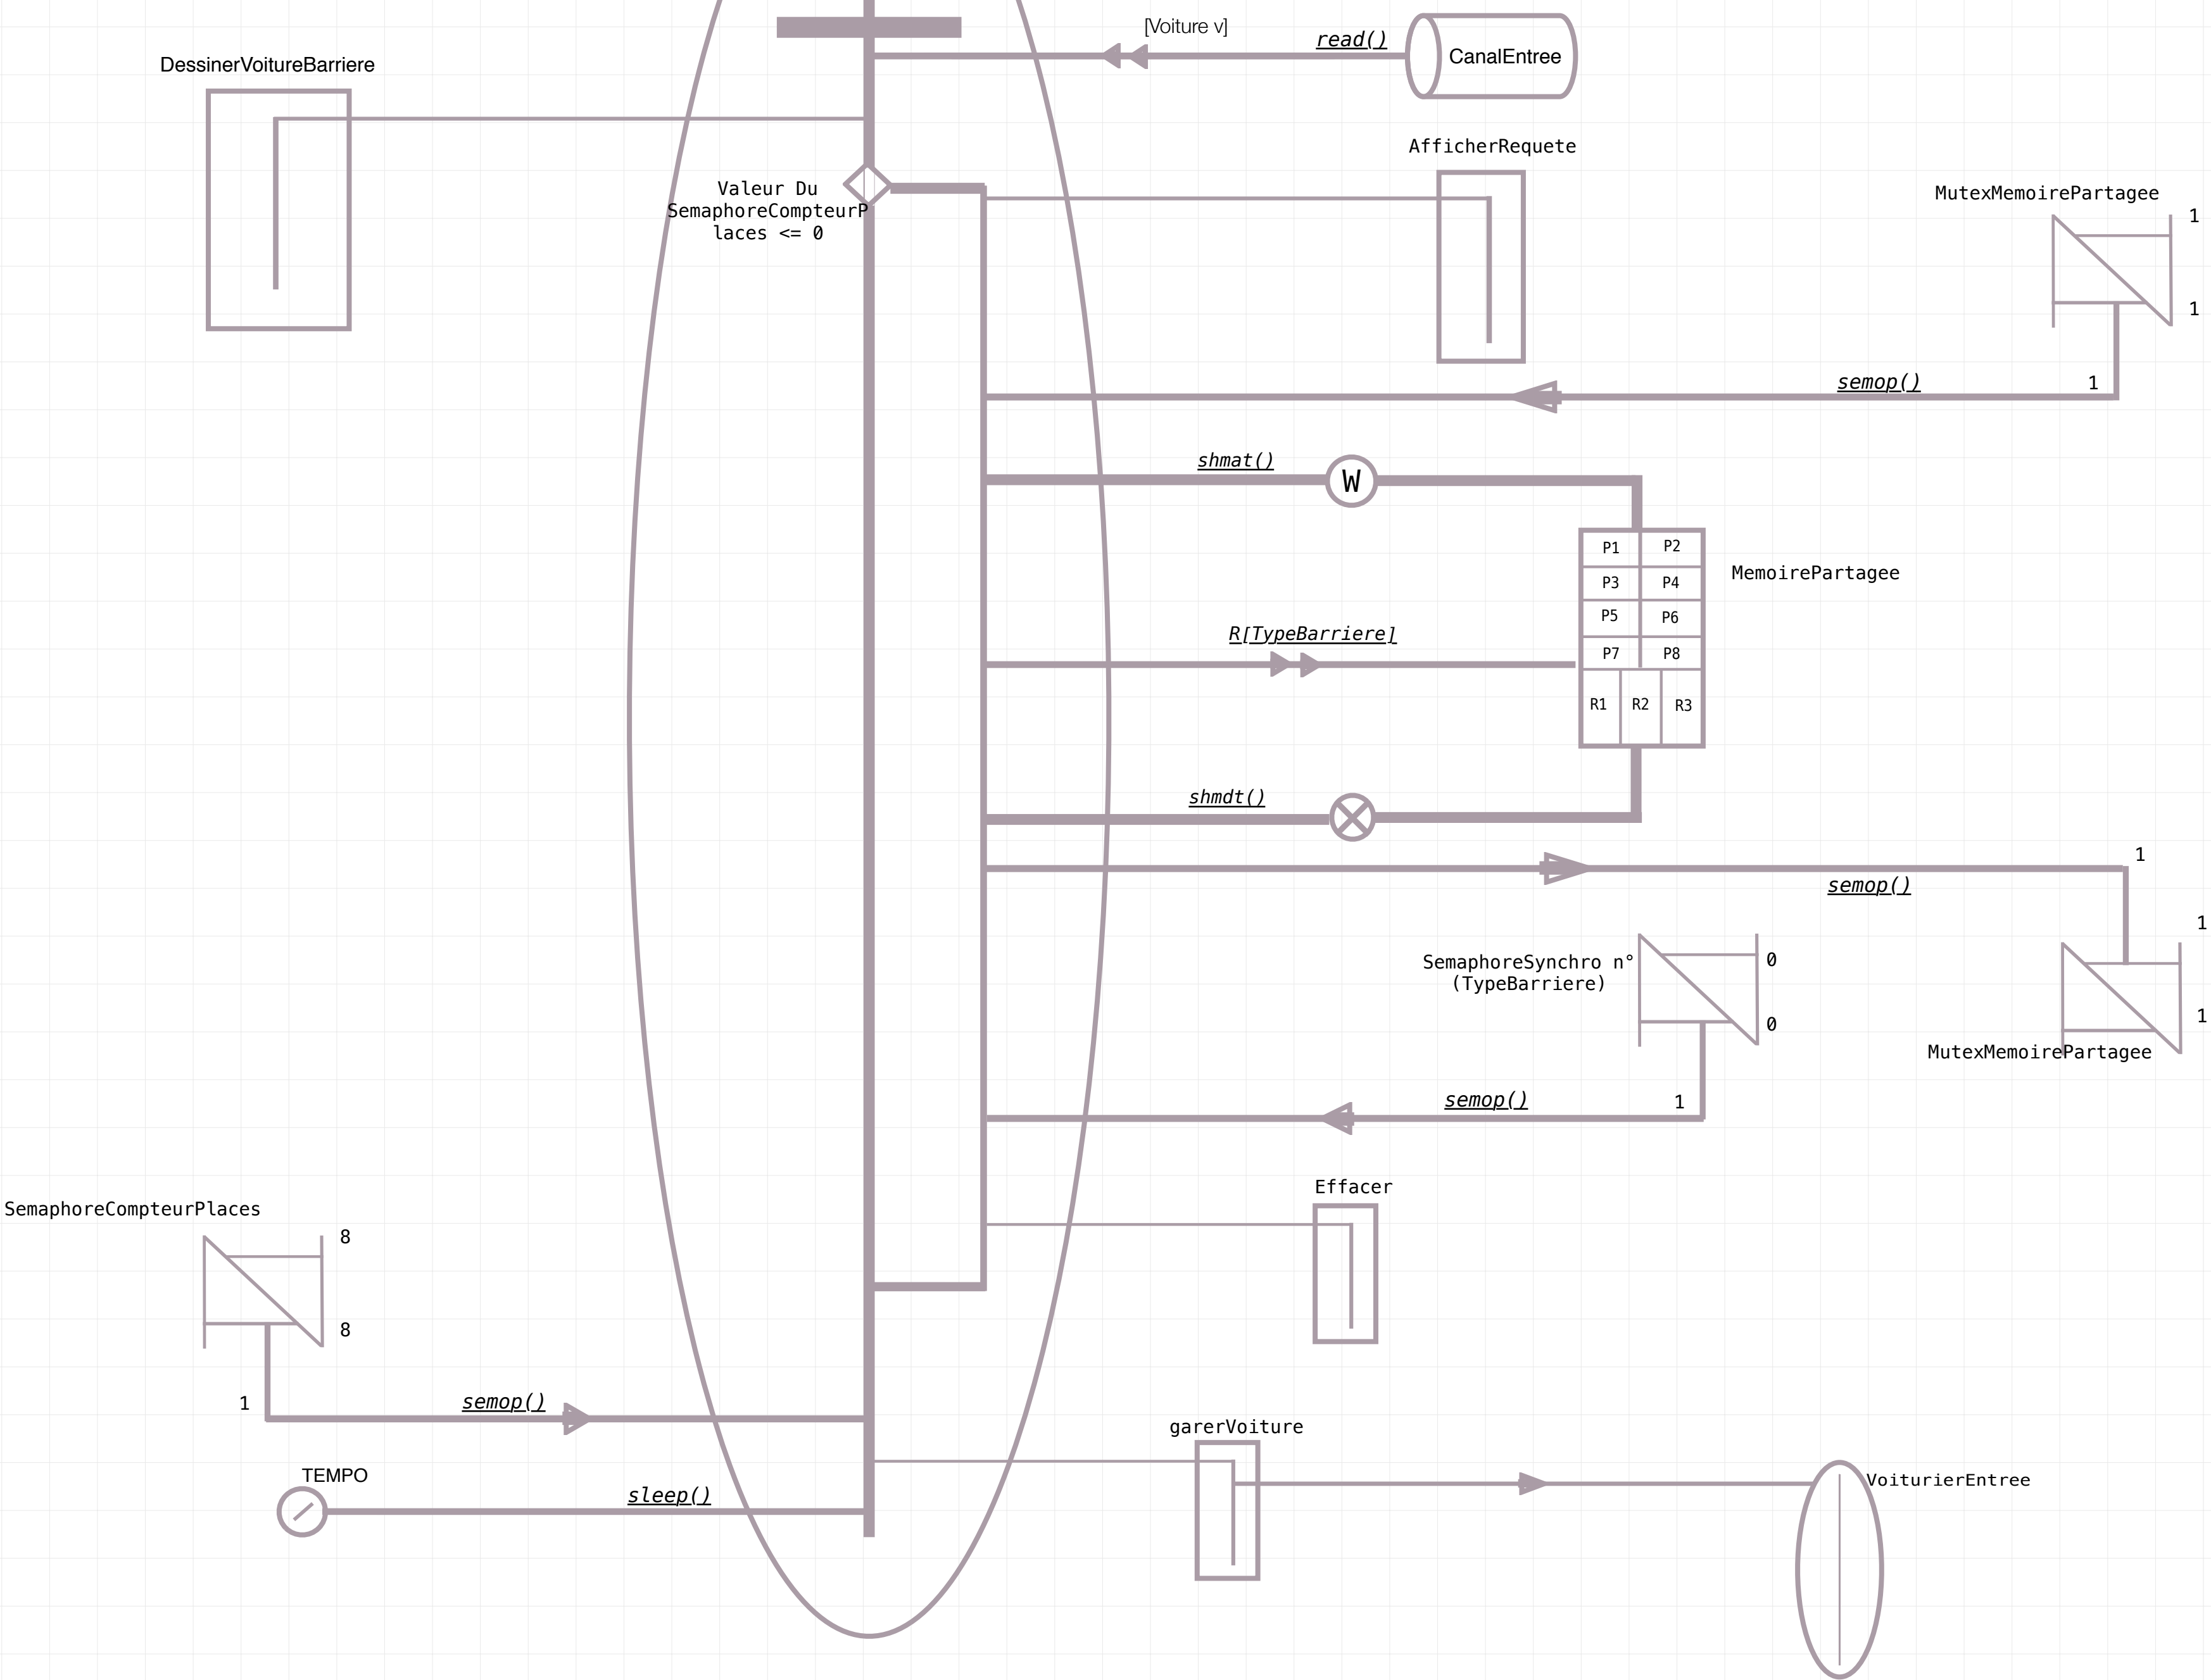 [Voiture v]
read()
CanalEntree
DessinerVoitureBarriere
AfficherRequete
Valeur Du
SemaphoreCompteurP
laces <= 0
MutexMemoirePartagee
1
1
semop()
1
shmat()
W
P1 P2
P3 P4
P5 P6
P7 P8
R1 R2 R3
MemoirePartagee
R[TypeBarriere]
shmdt()
1
semop()
1
1
MutexMemoirePartagee
SemaphoreSynchro n°
(TypeBarriere)
0
0
semop()
1
Effacer
SemaphoreCompteurPlaces
8
8
1
semop()
garerVoiture
TEMPO
sleep()
VoiturierEntree